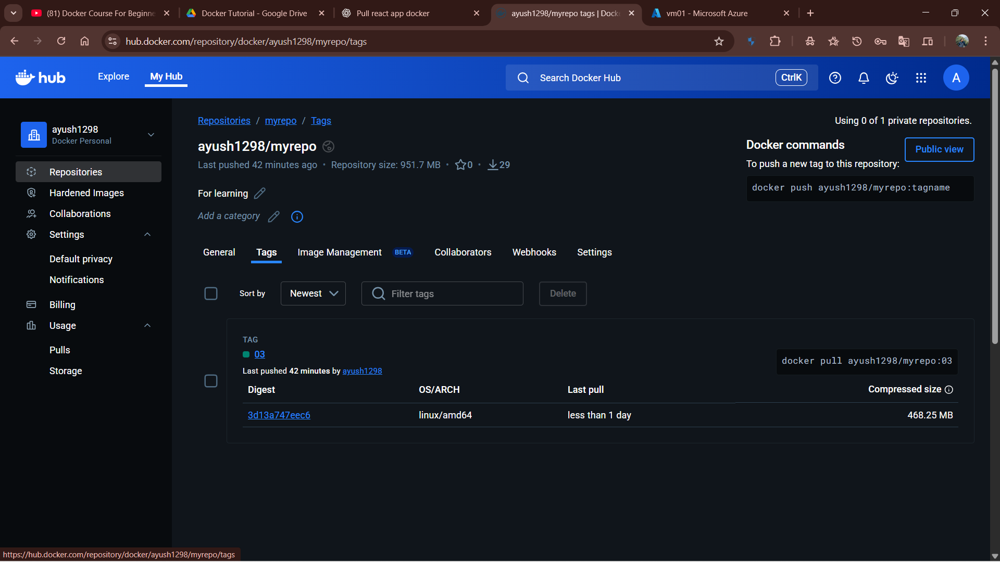 (81) Docker Course For Beginne
Docker Tutorial - Google Drive
Pull react app docker
ayush1298/myrepo tags | Docke
vm01 - Microsoft Azure
hub.docker.com/repository/docker/ayush1298/myrepo/tags
hub
Explore
My Hub
Search Docker Hub
CtrlK
A
ayush1298
Docker Personal
Repositories
Hardened Images
Collaborations
Settings
Default privacy
Notifications
Billing
Usage
Pulls
Storage
Repositories / myrepo / Tags
Using 0 of 1 private repositories.
ayush1298/myrepo
Last pushed 42 minutes ago • Repository size: 951.7 MB • 0 • 29
Docker commands
Public view
To push a new tag to this repository:
docker push ayush1298/myrepo:tagname
For learning
Add a category
General
Tags
Image Management BETA
Collaborators
Webhooks
Settings
Sort by
Newest
Filter tags
Delete
TAG
03
docker pull ayush1298/myrepo:03
Last pushed 42 minutes by ayush1298
Digest OS/ARCH Last pull Compressed size
3d13a747eec6 linux/amd64 less than 1 day 468.25 MB
https://hub.docker.com/repository/docker/ayush1298/myrepo/tags